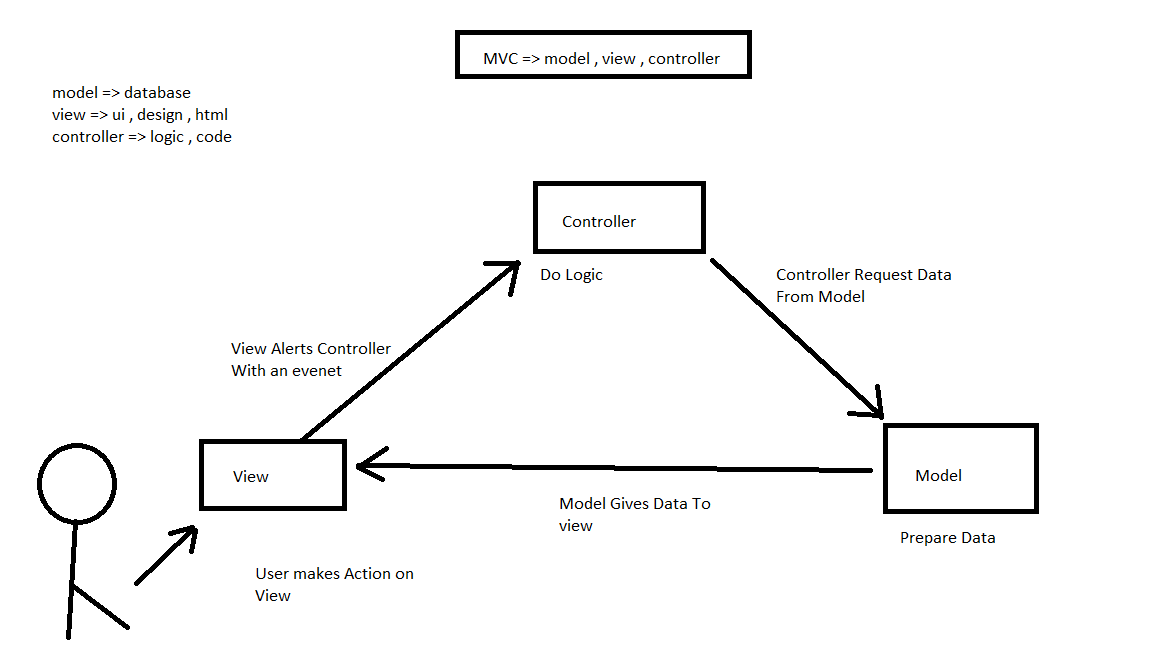 MVC => model , view , controller
model => database
view => ui , design , html
controller => logic , code
Controller
Do Logic
Controller Request Data
From Model
View Alerts Controller
With an evenet
View
Model
Model Gives Data To
view
Prepare Data
User makes Action on
View